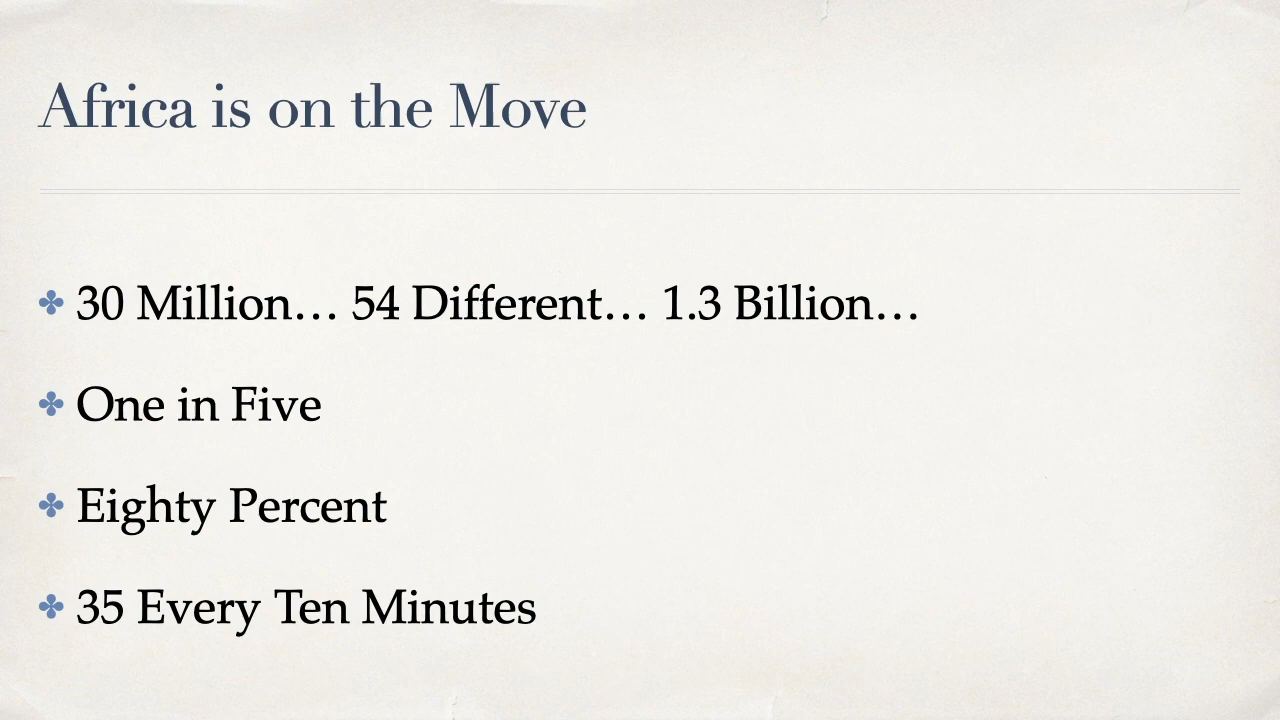 Africa is on the Move
✤ 30 Million… 54 Different… 1.3 Billion…
✤ One in Five
✤ Eighty Percent
✤ 35 Every Ten Minutes